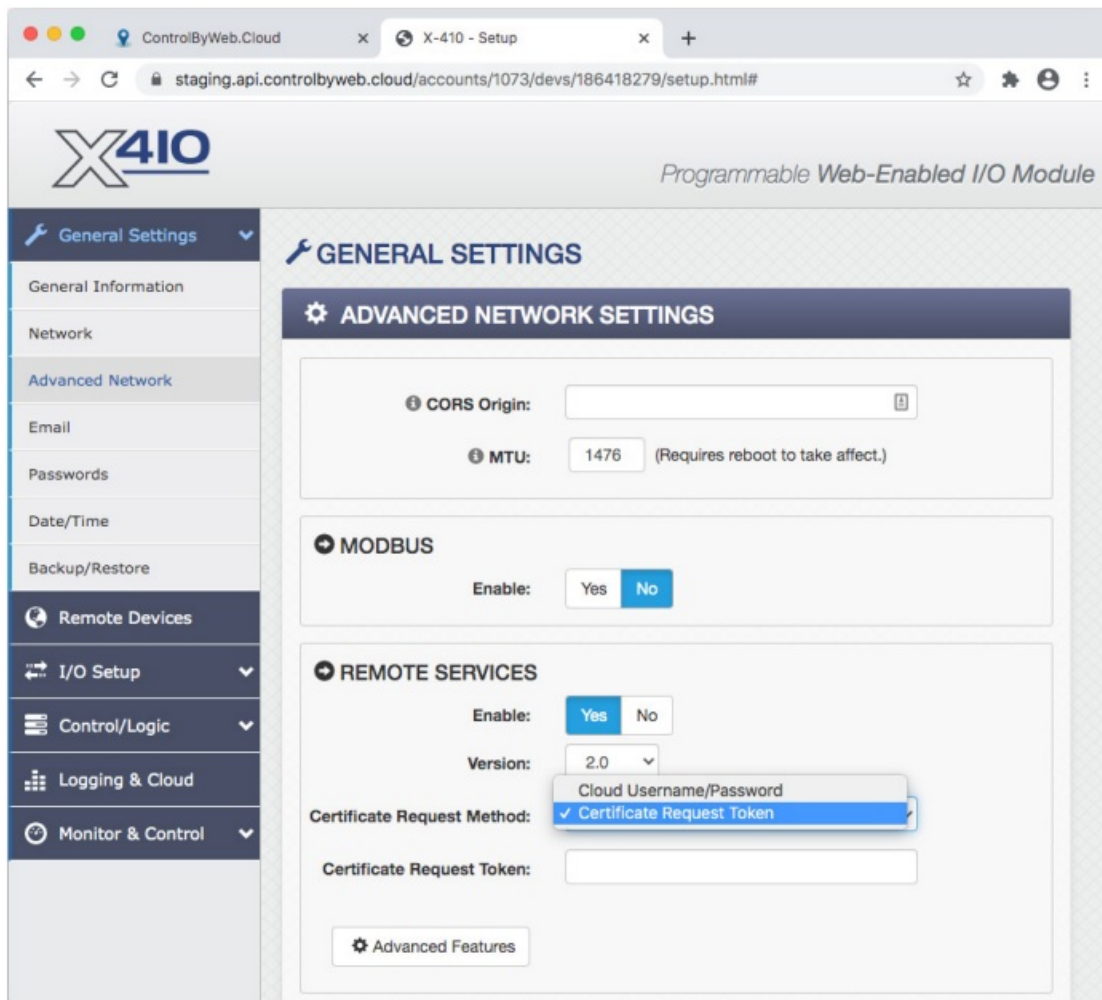 ControlByWeb.Cloud
X-410 - Setup
staging.api.controlbyweb.cloud/accounts/1073/devs/186418279/setup.html#
X410
Programmable Web-Enabled I/O Module
General Settings
General Information
Network
Advanced Network
Email
Passwords
Date/Time
Backup/Restore
Remote Devices
I/O Setup
Control/Logic
Logging & Cloud
Monitor & Control
GENERAL SETTINGS
ADVANCED NETWORK SETTINGS
CORS Origin:
MTU: 1476 (Requires reboot to take affect.)
MODBUS
Enable: Yes No
REMOTE SERVICES
Enable: Yes No
Version: 2.0
Cloud Username/Password
Certificate Request Method: ✓ Certificate Request Token
Certificate Request Token:
Advanced Features